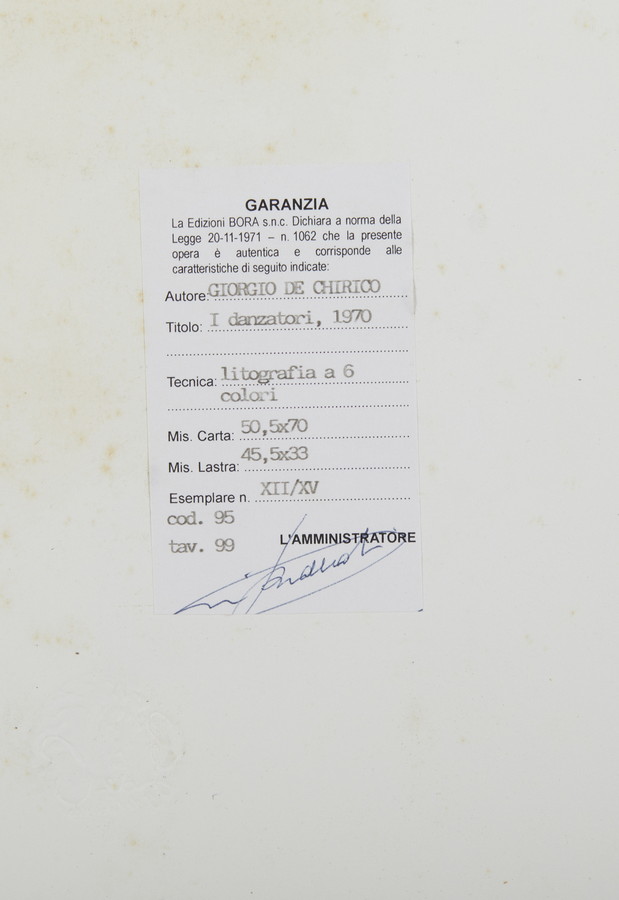 GARANZIA
La Edizioni BORA s.n.c. Dichiara a norma della
Legge 20-11-1971 – n. 1062 che la presente
opera è autentica e corrisponde alle
caratteristiche di seguito indicate:
Autore: GIORGIO DE CHIRICO
Titolo: I danzatori, 1970
Tecnica: litografia a 6
colori
Mis. Carta: 50,5x70
Mis. Lastra: 45,5x33
Esemplare n. XII/XV
cod. 95
tav. 99
L'AMMINISTRATORE